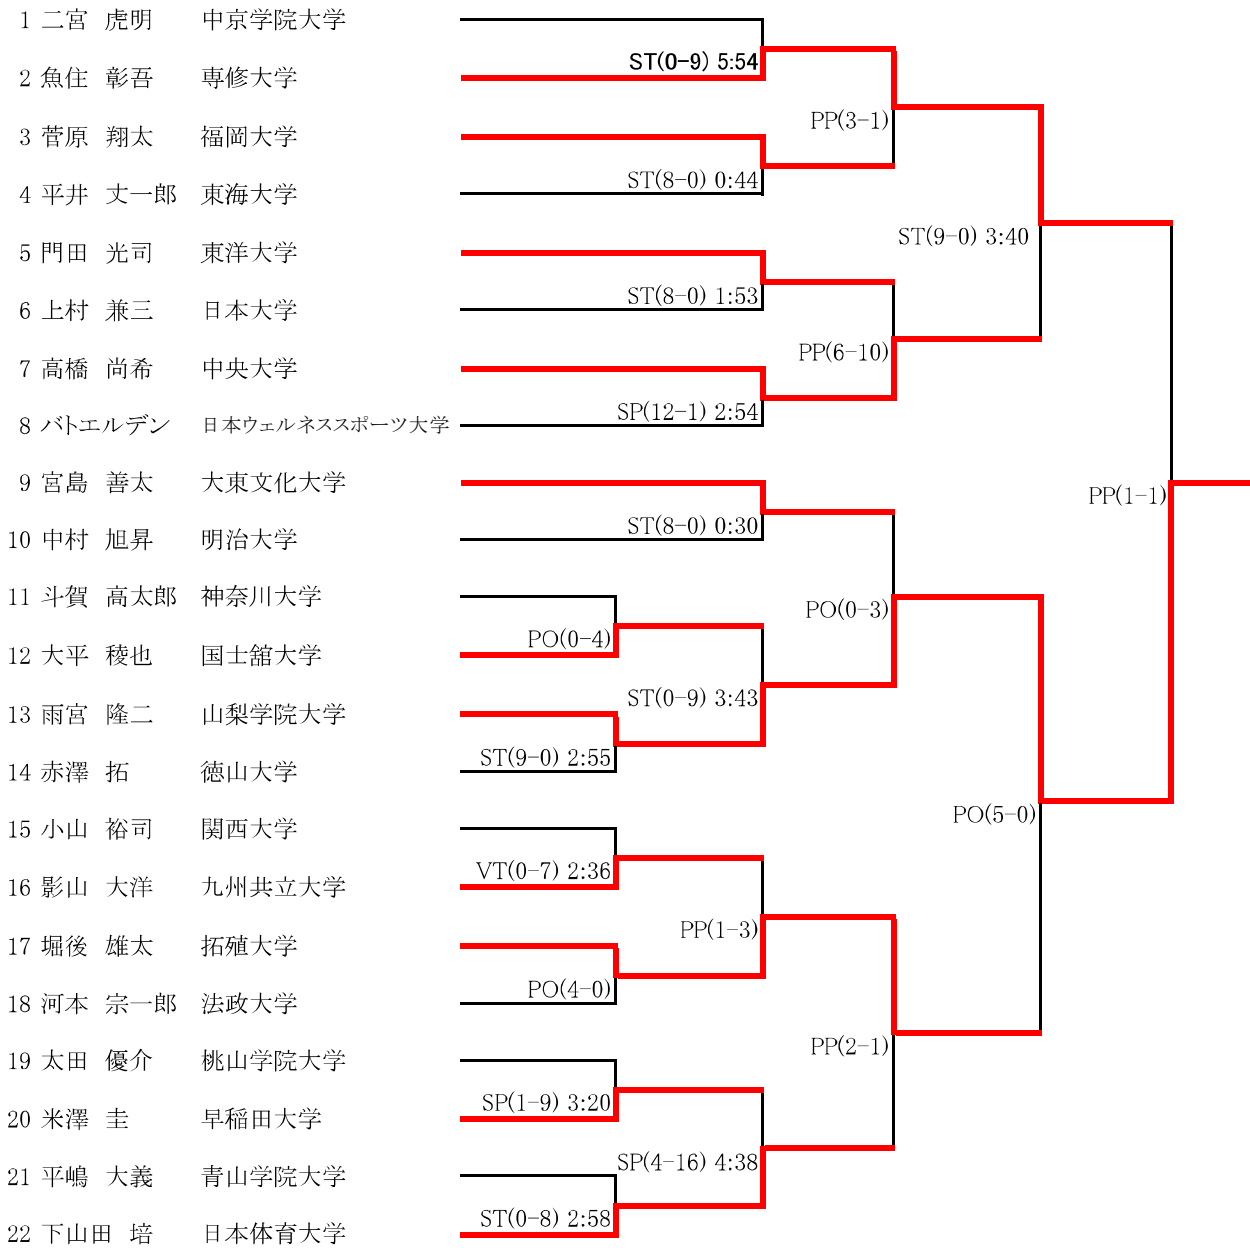 1 二宮 虎明 中京学院大学
ST(0-9) 5:54
2 魚住 彰吾 専修大学
PP(3-1)
3 菅原 翔太 福岡大学
ST(8-0) 0:44
4 平井 丈一郎 東海大学
ST(9-0) 3:40
5 門田 光司 東洋大学
ST(8-0) 1:53
6 上村 兼三 日本大学
PP(6-10)
7 高橋 尚希 中央大学
SP(12-1) 2:54
8 バトエルデン 日本ウェルネススポーツ大学
9 宮島 善太 大東文化大学
PP(1-1)
ST(8-0) 0:30
10 中村 旭昇 明治大学
11 斗賀 高太郎 神奈川大学
PO(0-3)
PO(0-4)
12 大平 稜也 国士舘大学
ST(0-9) 3:43
13 雨宮 隆二 山梨学院大学
ST(9-0) 2:55
14 赤澤 拓 徳山大学
PO(5-0)
15 小山 裕司 関西大学
VT(0-7) 2:36
16 影山 大洋 九州共立大学
PP(1-3)
17 堀後 雄太 拓殖大学
PO(4-0)
18 河本 宗一郎 法政大学
PP(2-1)
19 太田 優介 桃山学院大学
SP(1-9) 3:20
20 米澤 圭 早稲田大学
SP(4-16) 4:38
21 平嶋 大義 青山学院大学
ST(0-8) 2:58
22 下山田 培 日本体育大学